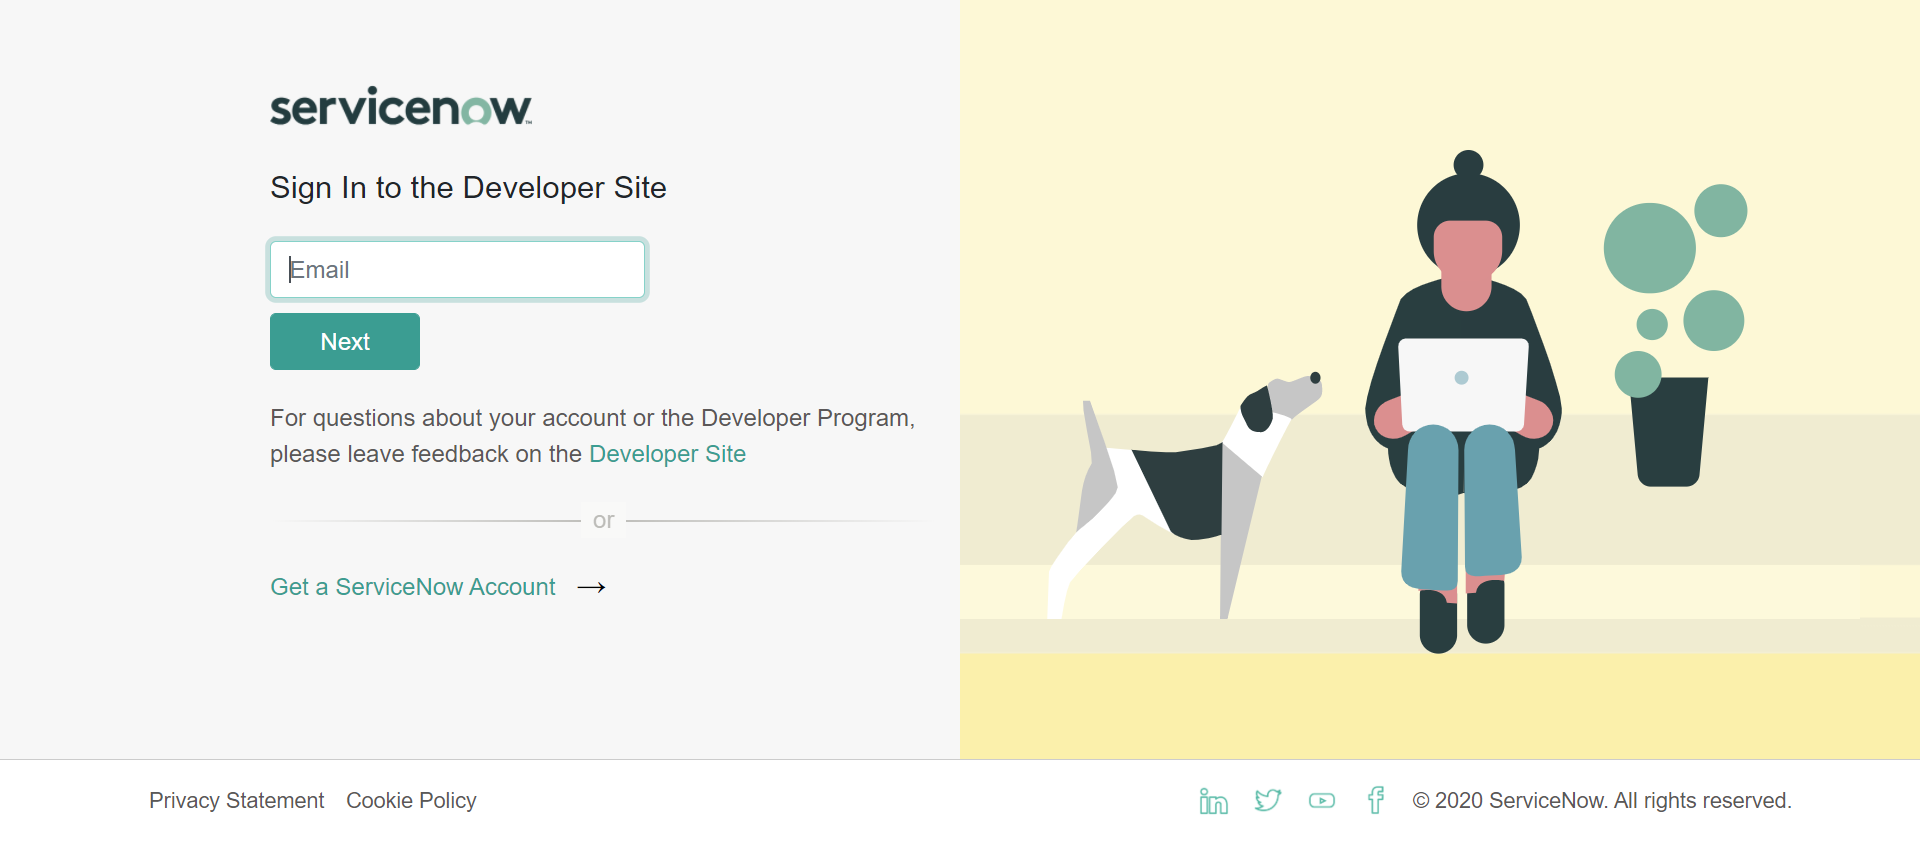 servicenow™
Sign In to the Developer Site
Email
Next
For questions about your account or the Developer Program,
please leave feedback on the Developer Site
or
Get a ServiceNow Account →
Privacy Statement Cookie Policy
© 2020 ServiceNow. All rights reserved.